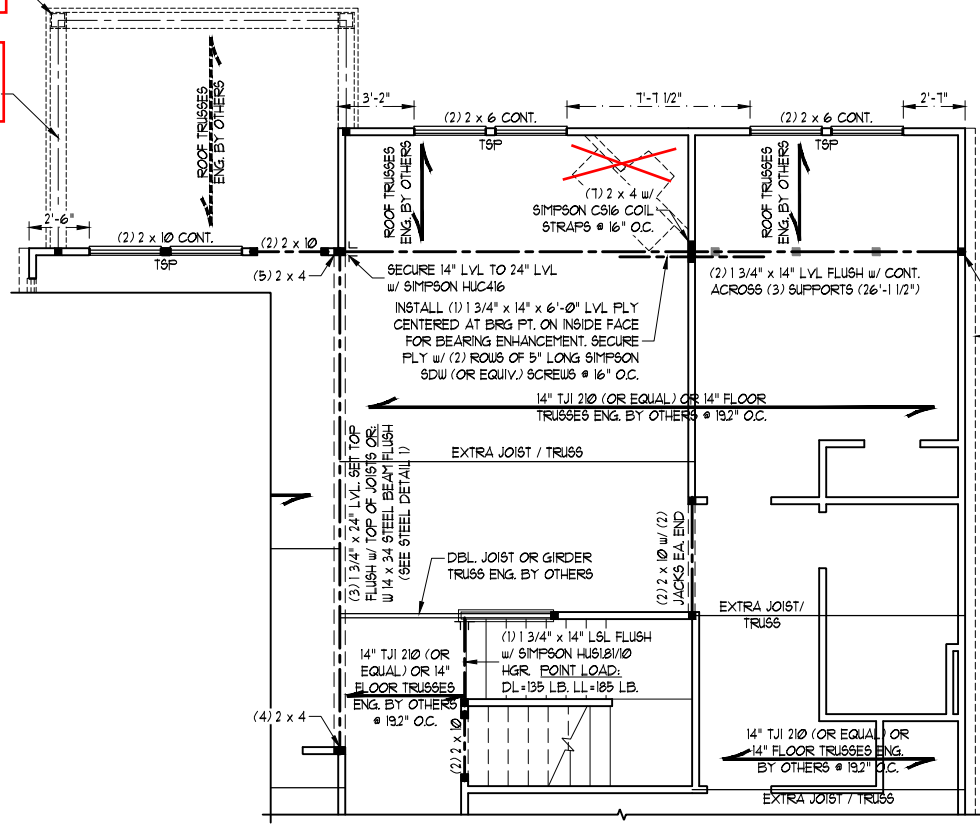 3'-2"
7'-7 1/2"
2'-7"
(2) 2 x 6 CONT.
TSP
(2) 2 x 6 CONT.
TSP
ROOF TRUSSES
ENG. BY OTHERS
ROOF TRUSSES
ENG. BY OTHERS
ROOF TRUSSES
ENG. BY OTHERS
(7) 2 x 4 w/
SIMPSON CS16 COIL
STRAPS @ 16" O.C.
2'-6"
(2) 2 x 10 CONT.
TSP
(2) 2 x 10
(5) 2 x 4
SECURE 14" LVL TO 24" LVL
w/ SIMPSON HUC416
(2) 1 3/4" x 14" LVL FLUSH w/ CONT.
ACROSS (3) SUPPORTS (26'-1 1/2")
INSTALL (1) 1 3/4" x 14" x 6'-0" LVL PLY
CENTERED AT BRG PT. ON INSIDE FACE
FOR BEARING ENHANCEMENT. SECURE
PLY w/ (2) ROWS OF 5" LONG SIMPSON
SDW (OR EQUIV.) SCREWS @ 16" O.C.
14" TJI 210 (OR EQUAL) OR 14" FLOOR
TRUSSES ENG. BY OTHERS @ 19.2" O.C.
EXTRA JOIST / TRUSS
(3) 1 3/4" x 24" LVL. SET TOP
FLUSH w/ TOP OF JOISTS OR:
W 14 x 34 STEEL BEAM FLUSH
(SEE STEEL DETAIL 1)
(2) 2 x 10 w/ (2)
JACKS EA. END
DBL. JOIST OR GIRDER
TRUSS ENG. BY OTHERS
EXTRA JOIST/
TRUSS
(1) 1 3/4" x 14" LSL FLUSH
w/ SIMPSON HUS1.81/10
HGR. POINT LOAD:
DL=135 LB. LL=185 LB.
14" TJI 210 (OR
EQUAL) OR 14"
FLOOR TRUSSES
ENG. BY OTHERS
@ 19.2" O.C.
(4) 2 x 4
(2) 2 x 10
14" TJI 210 (OR EQUAL) OR
14" FLOOR TRUSSES ENG.
BY OTHERS @ 19.2" O.C.
EXTRA JOIST / TRUSS